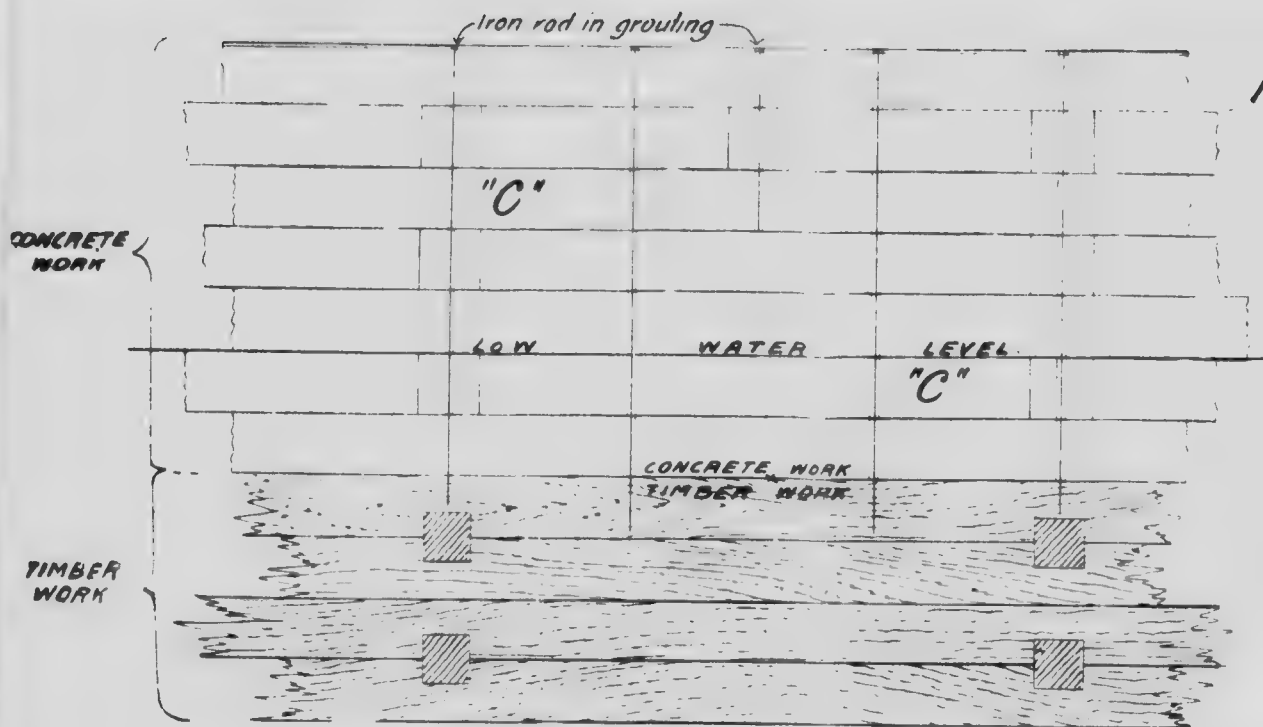 Iron rod in grouting
"C"
CONCRETE
WORK
LOW WATER LEVEL
"C"
CONCRETE WORK
TIMBER WORK
TIMBER
WORK